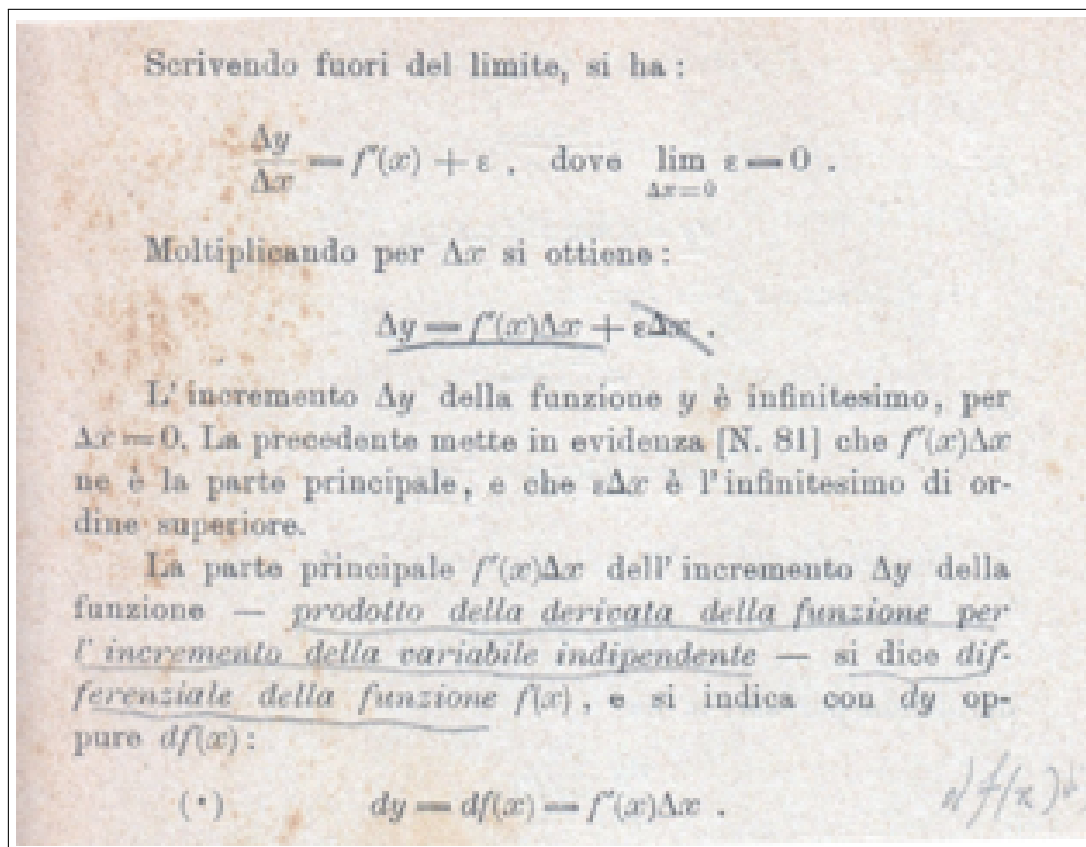 Scrivendo fuori del limite, si ha :
Δy/Δx = f'(x) + ε , dove lim ε = 0 .
Δx = 0
Moltiplicando per Δx si ottiene :
Δy = f'(x)Δx + εΔx .
L' incremento Δy della funzione y è infinitesimo, per
Δx = 0. La precedente mette in evidenza [N. 81] che f'(x)Δx
ne è la parte principale, e che εΔx è l' infinitesimo di or-
dine superiore.
La parte principale f'(x)Δx dell' incremento Δy della
funzione — prodotto della dericata della funzione per
l' incremento della variabile indipendente — si dice dif-
ferenziale della funzione f(x) , e si indica con dy op-
pure df(x) :
(*) dy = df(x) = f'(x)Δx .
df(x)